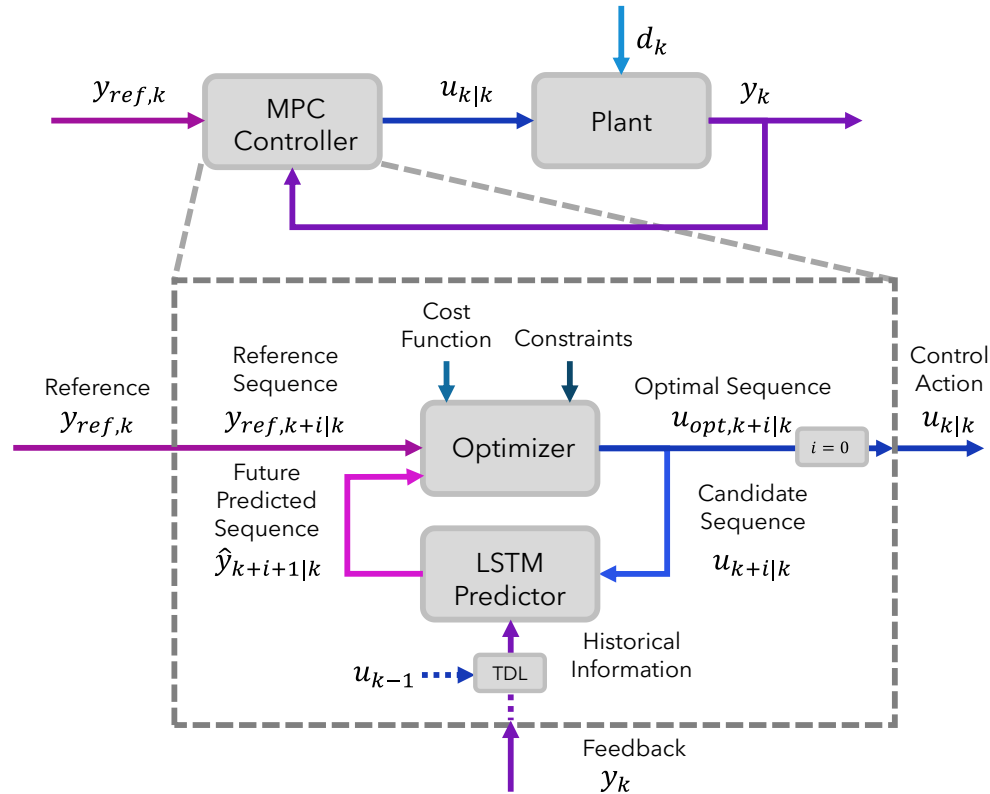 d_k
y_{ref,k}
u_{k|k}
y_k
MPC
Controller
Plant
Cost
Function
Constraints
Reference
Sequence
Reference
y_{ref,k}
y_{ref,k+i|k}
Optimizer
Optimal Sequence
u_{opt,k+i|k}
i = 0
Control
Action
u_{k|k}
Future
Predicted
Sequence
ŷ_{k+i+1|k}
Candidate
Sequence
u_{k+i|k}
LSTM
Predictor
Historical
Information
u_{k−1}
TDL
Feedback
y_k